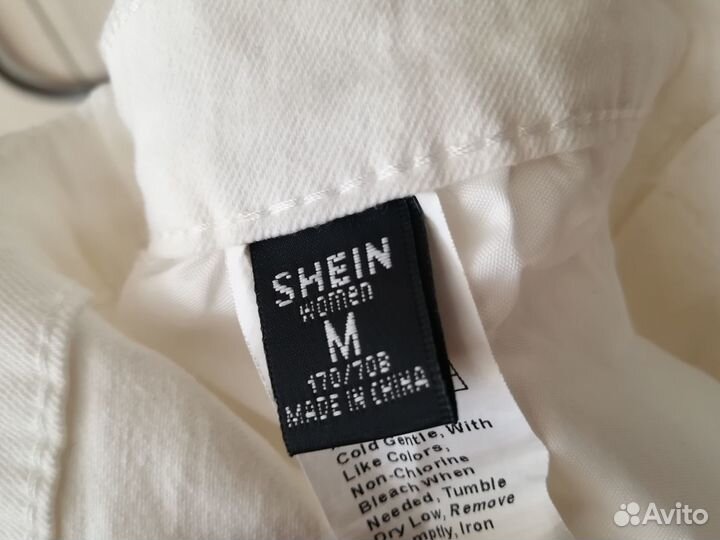 SHEIN
Women
M
170/70B
MADE IN CHINA
Cold Gentle, With
Like Colors,
Non-Chlorine
Bleach When
Needed, Tumble
Dry Low, Remove
Iron
Avito